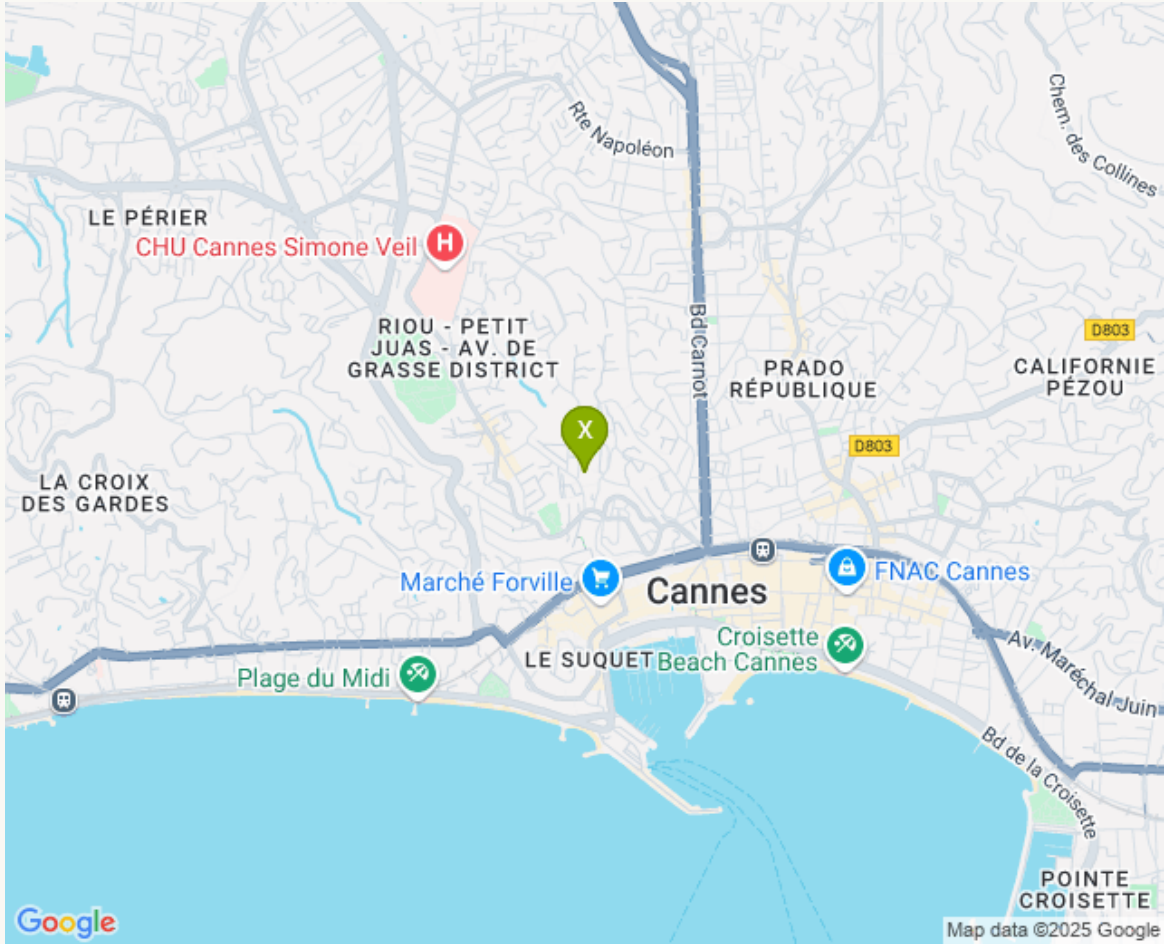 Rte Napoléon
Chem. des Collines
LE PÉRIER
CHU Cannes Simone Veil
H
RIOU - PETIT
JUAS - AV. DE
GRASSE DISTRICT
Bd Carnot
D803
PRADO
RÉPUBLIQUE
CALIFORNIE
PÉZOU
X
D803
LA CROIX
DES GARDES
Marché Forville
Cannes
FNAC Cannes
LE SUQUET
Croisette
Beach Cannes
Plage du Midi
Av. Maréchal Juin
Bd de la Croisette
POINTE
CROISETTE
Google
Map data ©2025 Google